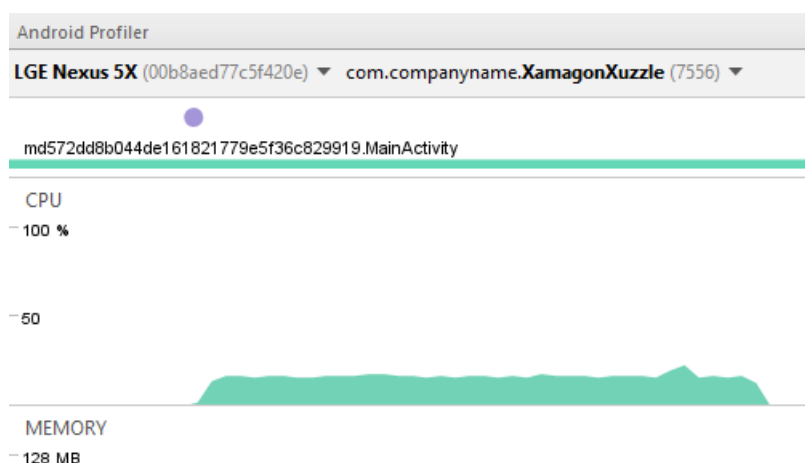 Android Profiler
LGE Nexus 5X (00b8aed77c5f420e) com.companyname.XamagonXuzzle (7556)
md572dd8b044de161821779e5f36c829919.MainActivity
CPU
100 %
50
MEMORY
128 MB